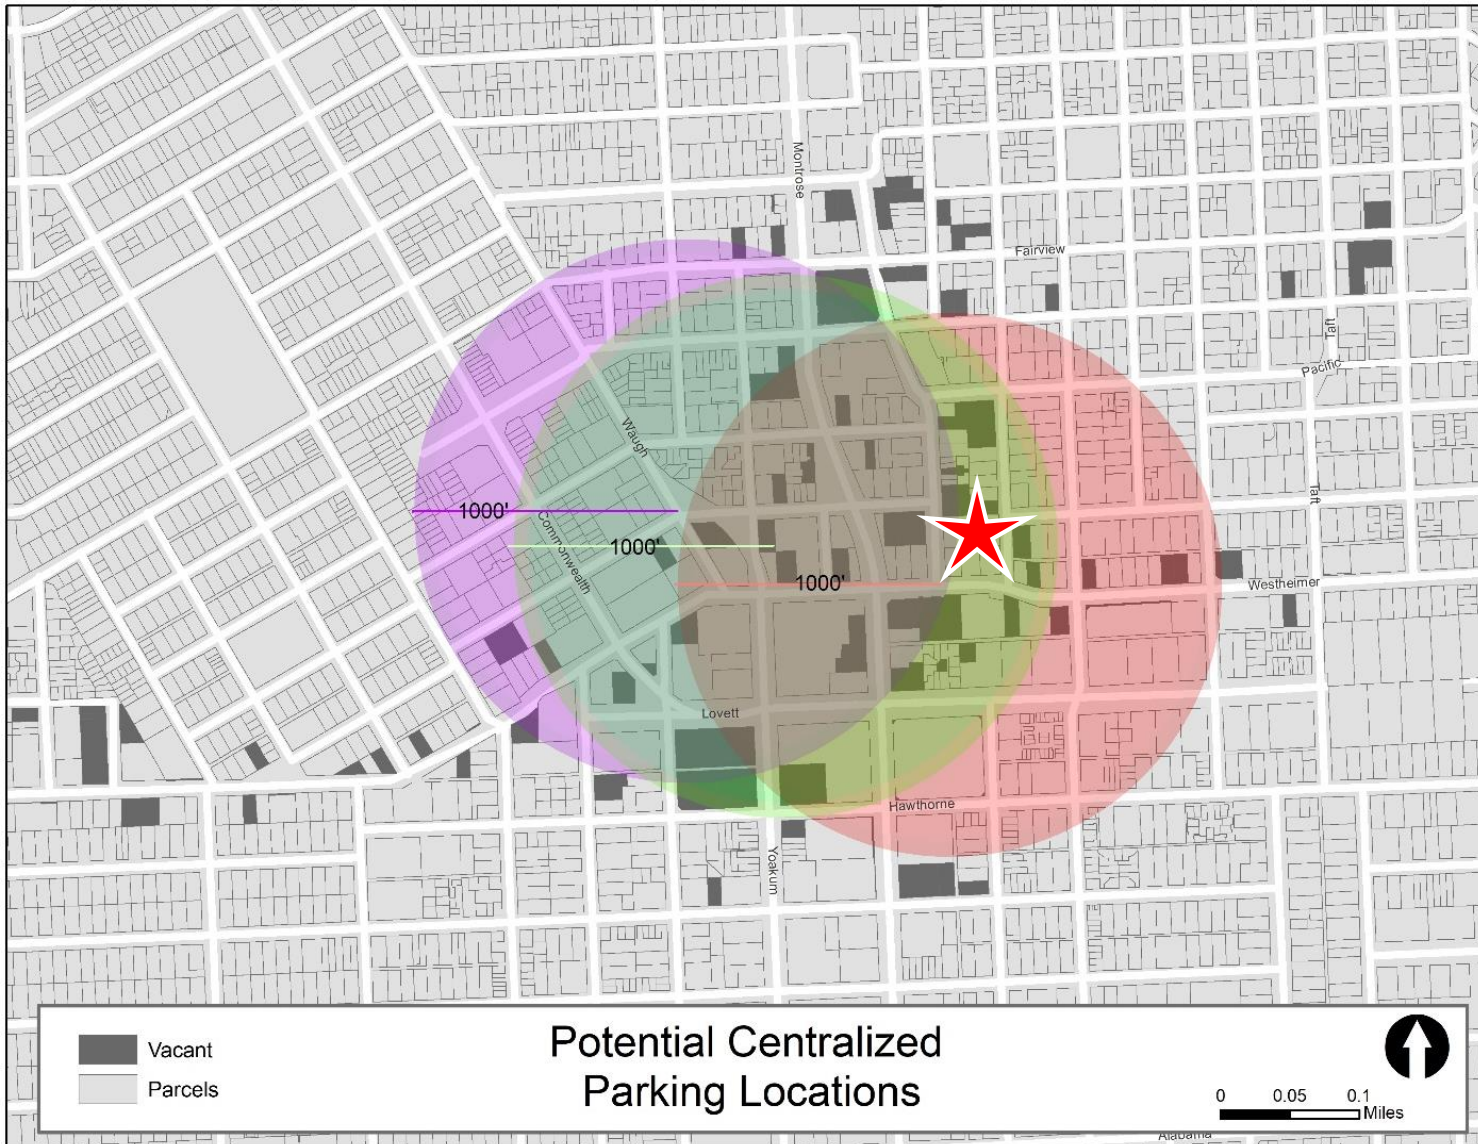 Montrose
Fairview
Taft
Pacific
Waugh
Taft
1000'
Commonwealth
1000'
1000'
Westheimer
Lovett
Hawthorne
Yoakum
Vacant
Parcels
Potential Centralized
Parking Locations
0 0.05 0.1
Miles
Alabama